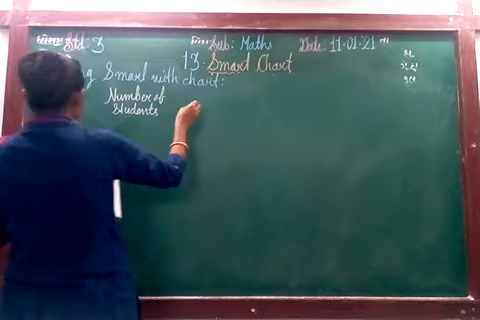 Std: 3 Sub: Maths Date: 11-01-21
13. Smart Chart
g Smart with chart:
Number of
Students